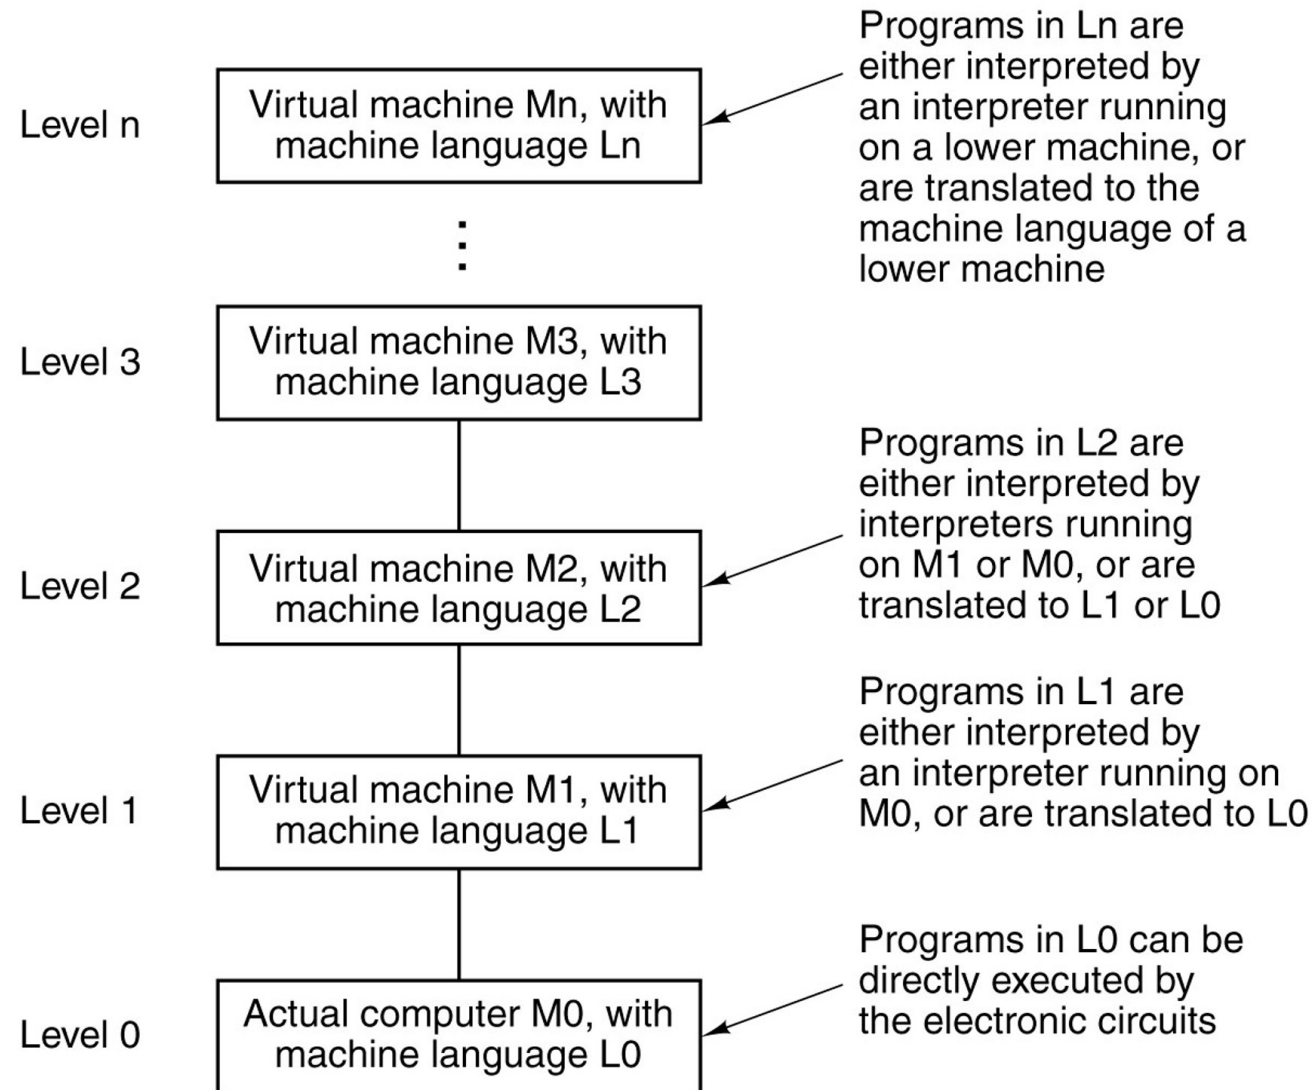 Programs in Ln are
either interpreted by
an interpreter running
on a lower machine, or
are translated to the
machine language of a
lower machine
Level n
Virtual machine Mn, with
machine language Ln
Level 3
Virtual machine M3, with
machine language L3
Programs in L2 are
either interpreted by
interpreters running
on M1 or M0, or are
translated to L1 or L0
Level 2
Virtual machine M2, with
machine language L2
Programs in L1 are
either interpreted by
an interpreter running on
M0, or are translated to L0
Level 1
Virtual machine M1, with
machine language L1
Programs in L0 can be
directly executed by
the electronic circuits
Level 0
Actual computer M0, with
machine language L0